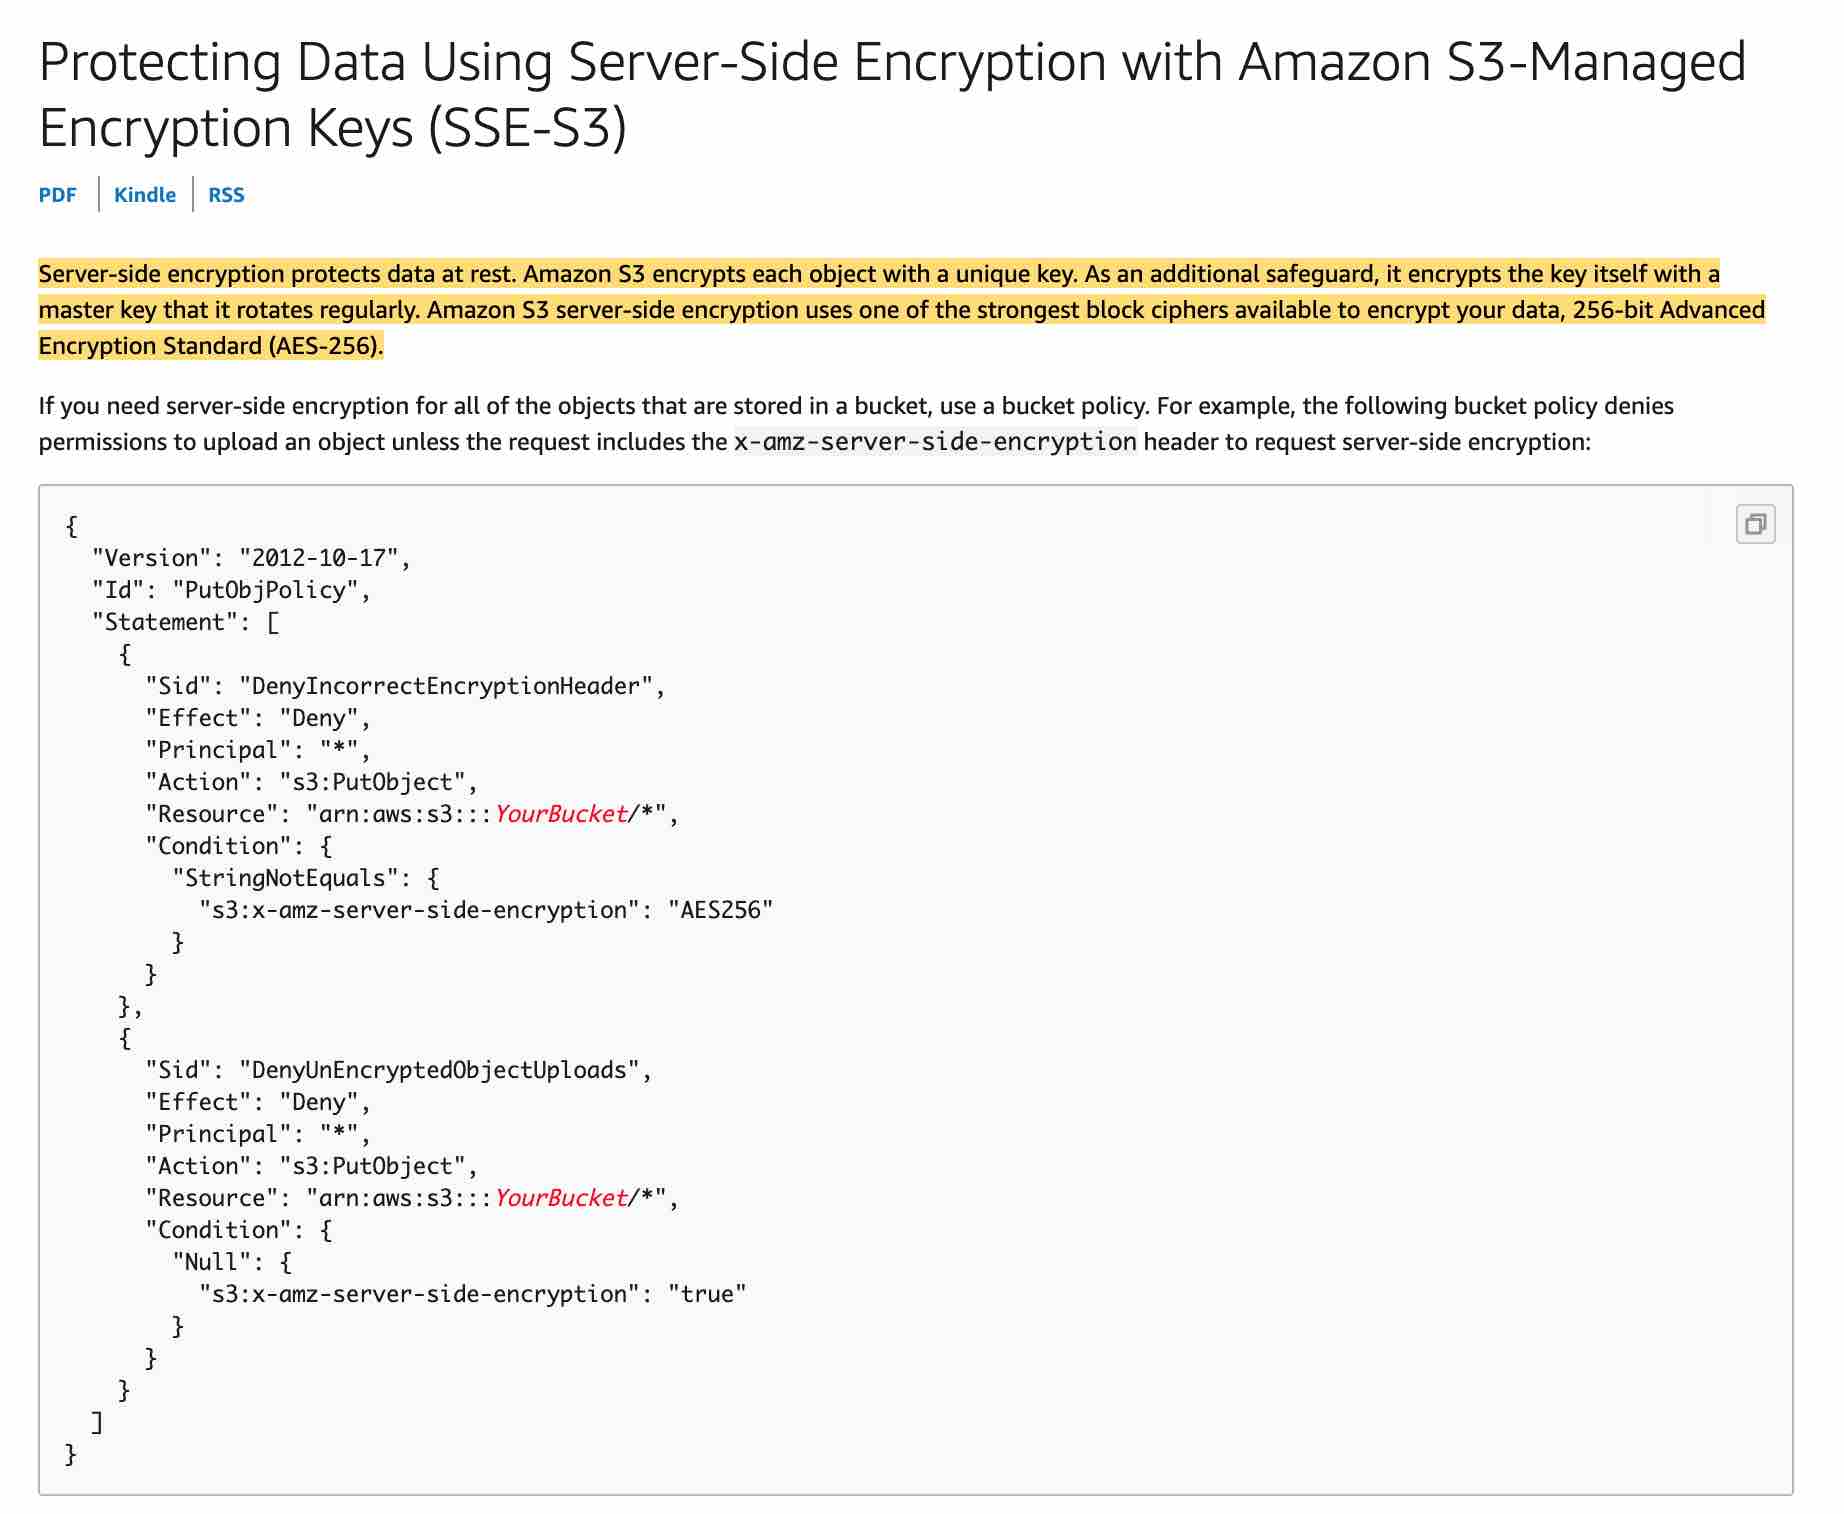 Protecting Data Using Server-Side Encryption with Amazon S3-Managed
Encryption Keys (SSE-S3)
PDF | Kindle | RSS
Server-side encryption protects data at rest. Amazon S3 encrypts each object with a unique key. As an additional safeguard, it encrypts the key itself with a
master key that it rotates regularly. Amazon S3 server-side encryption uses one of the strongest block ciphers available to encrypt your data, 256-bit Advanced
Encryption Standard (AES-256).
If you need server-side encryption for all of the objects that are stored in a bucket, use a bucket policy. For example, the following bucket policy denies
permissions to upload an object unless the request includes the x-amz-server-side-encryption header to request server-side encryption:
{
  "Version": "2012-10-17",
  "Id": "PutObjPolicy",
  "Statement": [
    {
      "Sid": "DenyIncorrectEncryptionHeader",
      "Effect": "Deny",
      "Principal": "*",
      "Action": "s3:PutObject",
      "Resource": "arn:aws:s3:::YourBucket/*",
      "Condition": {
        "StringNotEquals": {
          "s3:x-amz-server-side-encryption": "AES256"
        }
      }
    },
    {
      "Sid": "DenyUnEncryptedObjectUploads",
      "Effect": "Deny",
      "Principal": "*",
      "Action": "s3:PutObject",
      "Resource": "arn:aws:s3:::YourBucket/*",
      "Condition": {
        "Null": {
          "s3:x-amz-server-side-encryption": "true"
        }
      }
    }
  ]
}